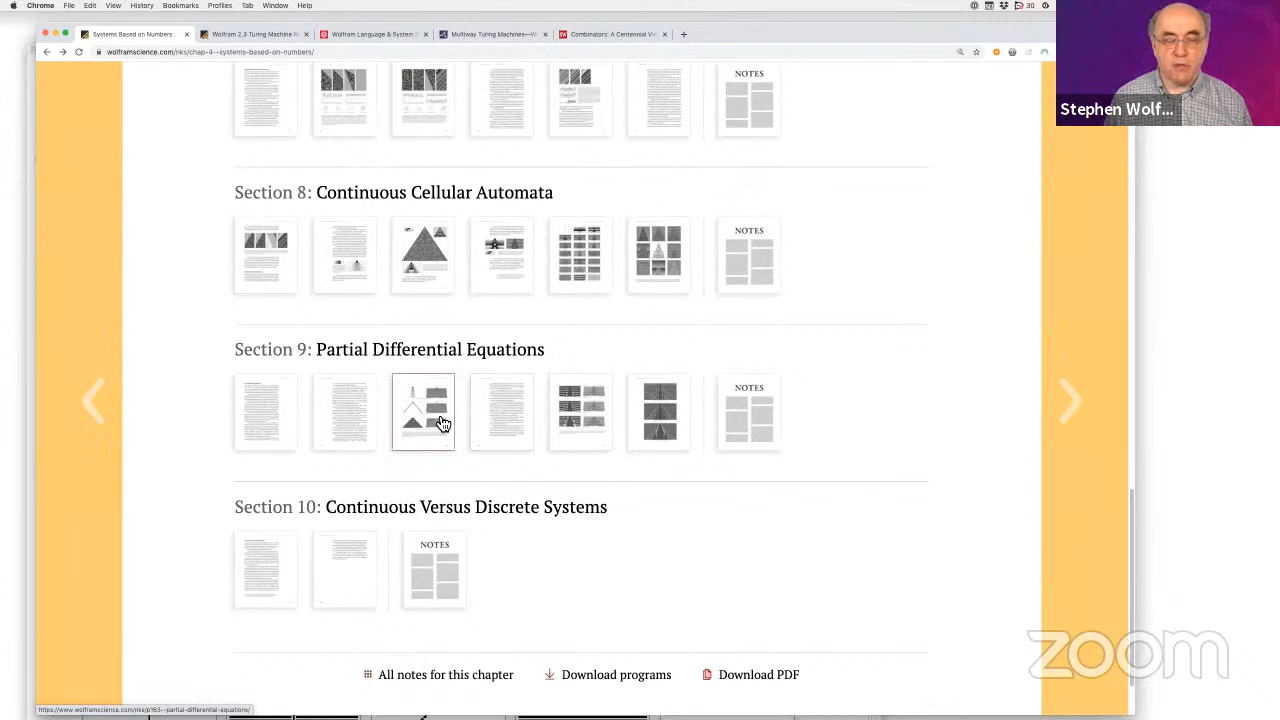 Chrome File Edit View History Bookmarks Profiles Tab Window Help
30
Systems Based on Numbers
Wolfram 2,3 Turing Machine R
Wolfram Language & System D
Multiway Turing Machines—W
Combinators: A Centennial Vi
wolframscience.com/nks/chap-4--systems-based-on-numbers/
Stephen Wolf...
NOTES
Section 8: Continuous Cellular Automata
NOTES
Section 9: Partial Differential Equations
NOTES
Section 10: Continuous Versus Discrete Systems
NOTES
All notes for this chapter
Download programs
Download PDF
zoom
https://www.wolframscience.com/nks/p163--partial-differential-equations/